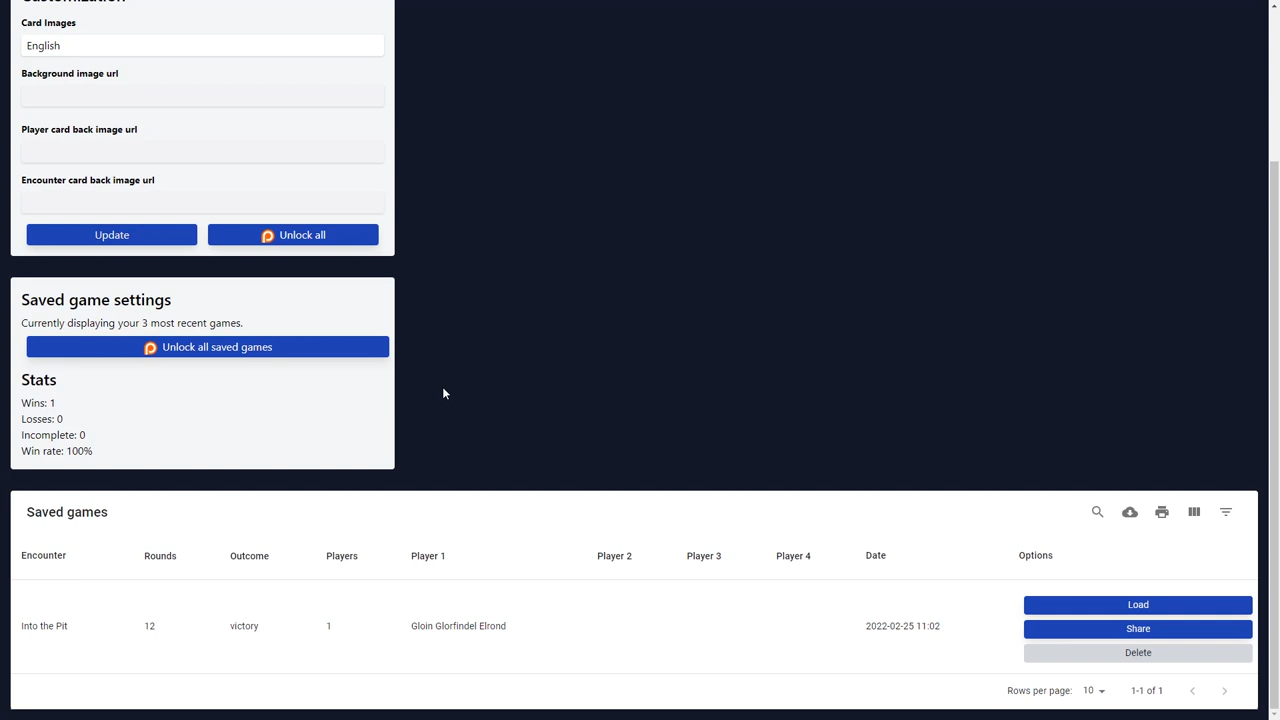 Customization
Card Images
English
Background image url
Player card back image url
Encounter card back image url
Update
Unlock all
Saved game settings
Currently displaying your 3 most recent games.
Unlock all saved games
Stats
Wins: 1
Losses: 0
Incomplete: 0
Win rate: 100%
Saved games
Encounter Rounds Outcome Players Player 1 Player 2 Player 3 Player 4 Date Options
Into the Pit 12 victory 1 Gloin Glorfindel Elrond 2022-02-25 11:02
Load
Share
Delete
Rows per page: 10 1-1 of 1